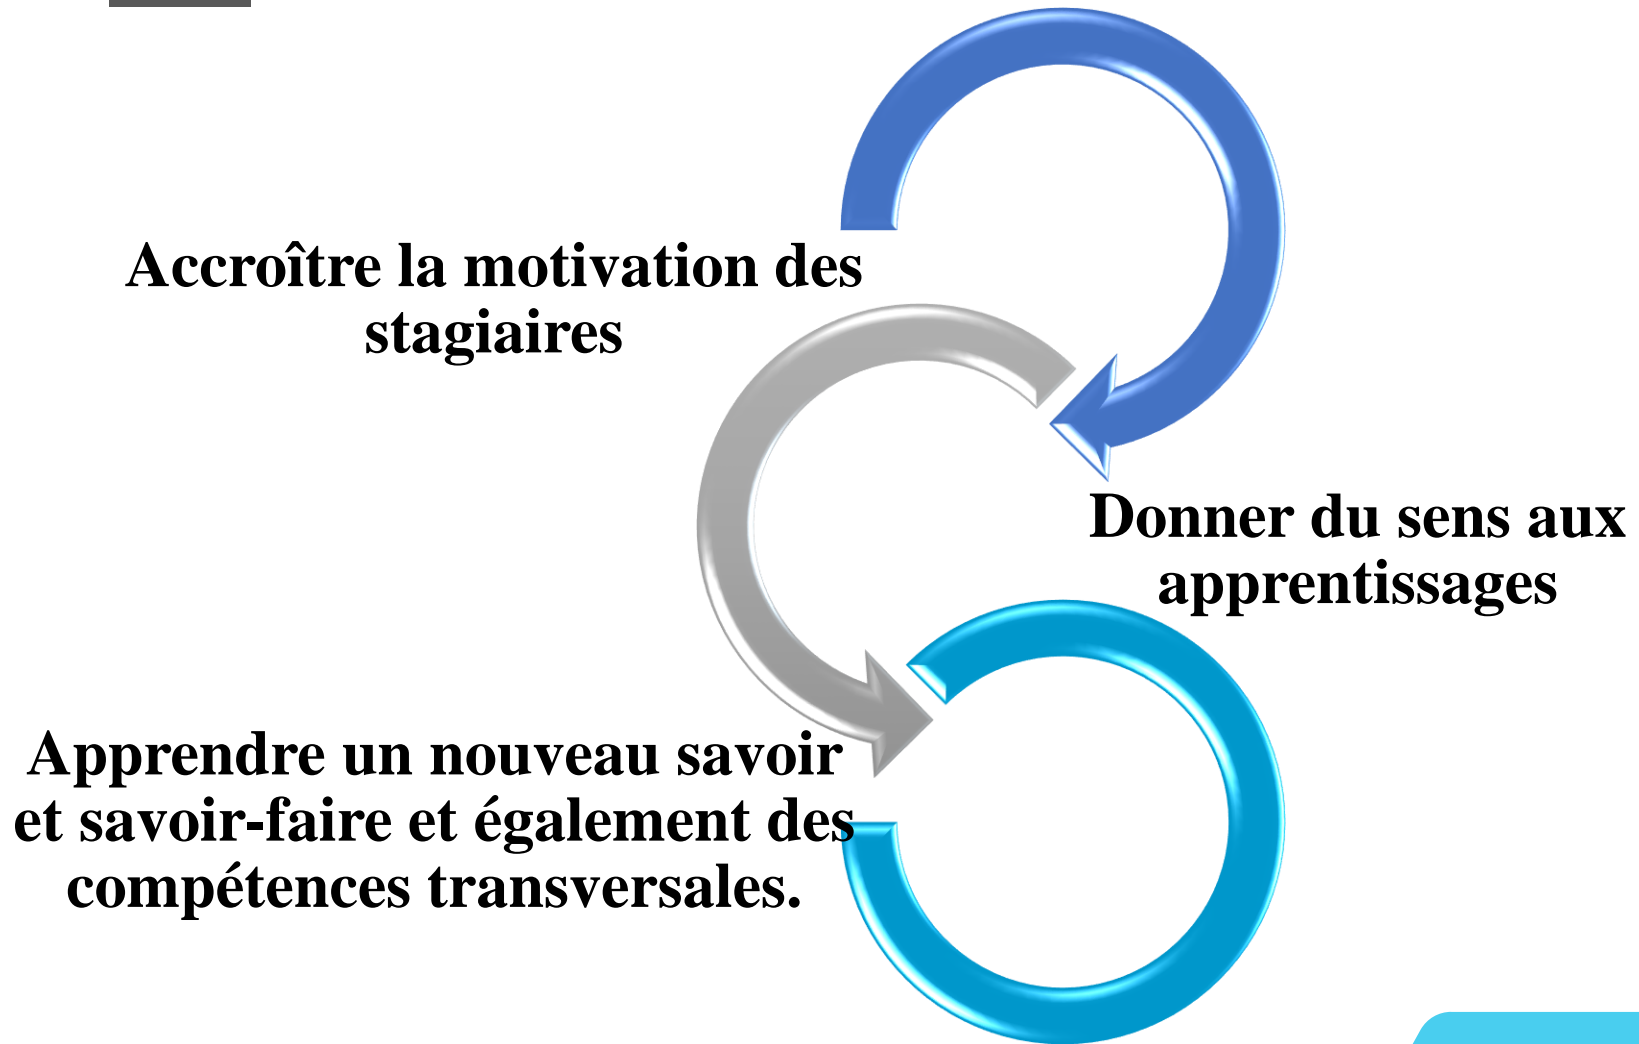 Accroître la motivation des
stagiaires
Donner du sens aux
apprentissages
Apprendre un nouveau savoir
et savoir-faire et également des
compétences transversales.